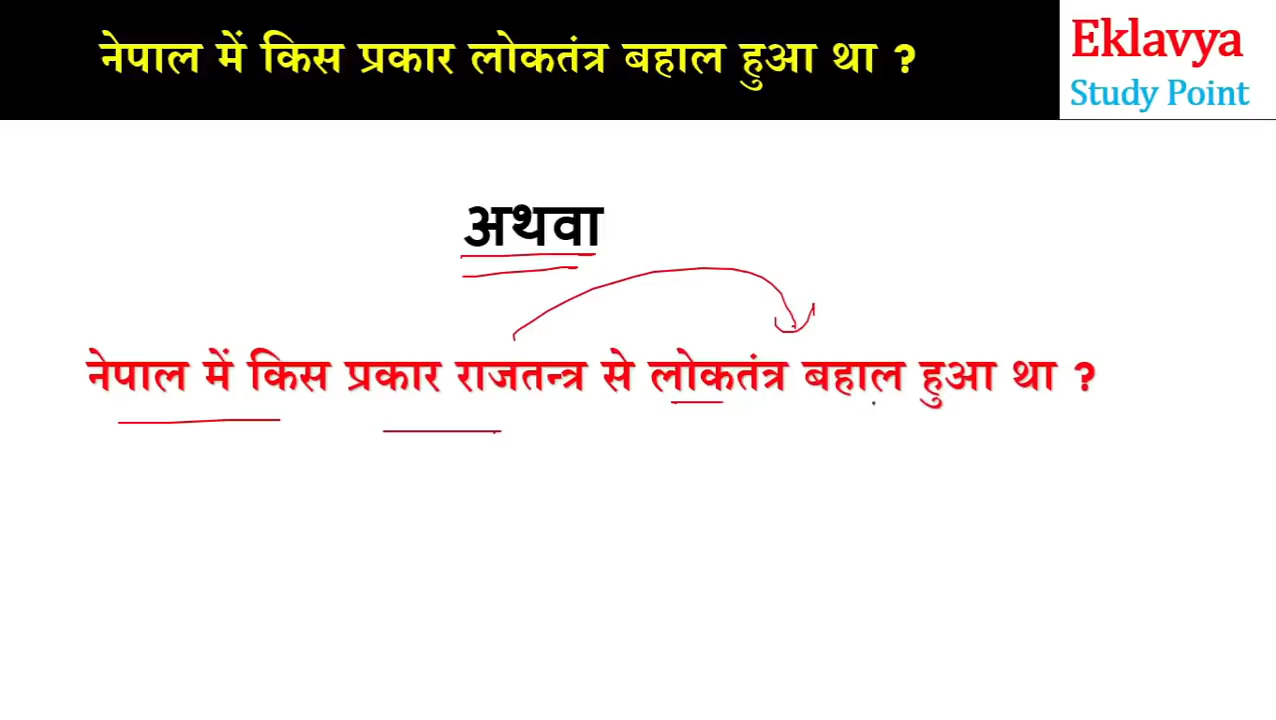 नेपाल में किस प्रकार लोकतंत्र बहाल हुआ था ?
Eklavya
Study Point
अथवा
नेपाल में किस प्रकार राजतन्त्र से लोकतंत्र बहाल हुआ था ?